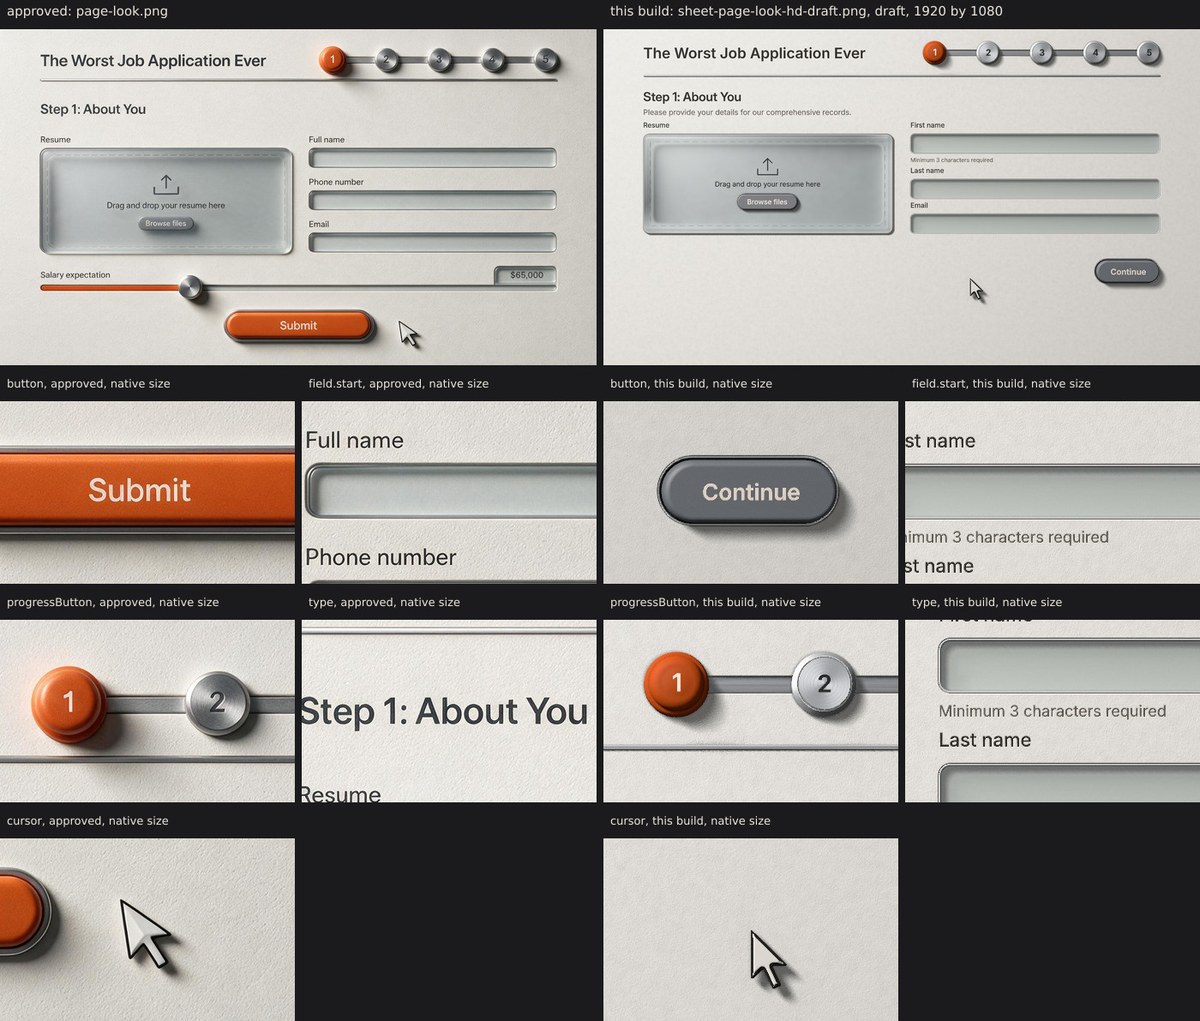 approved: page-look.png
this build: sheet-page-look-hd-draft.png, draft, 1920 by 1080
The Worst Job Application Ever
1 2 3 4 5
Step 1: About You
Resume
Drag and drop your resume here
Browse files
Full name
Phone number
Email
Salary expectation
$65,000
Submit
The Worst Job Application Ever
1 2 3 4 5
Step 1: About You
Please provide your details for our comprehensive records.
Resume
Drag and drop your resume here
Browse files
First name
Minimum 3 characters required
Last name
Email
Continue
button, approved, native size
field.start, approved, native size
button, this build, native size
field.start, this build, native size
Submit
Full name
Phone number
Continue
st name
imum 3 characters required
st name
progressButton, approved, native size
type, approved, native size
progressButton, this build, native size
type, this build, native size
1 2
Step 1: About You
Resume
1 2
First name
Minimum 3 characters required
Last name
cursor, approved, native size
cursor, this build, native size